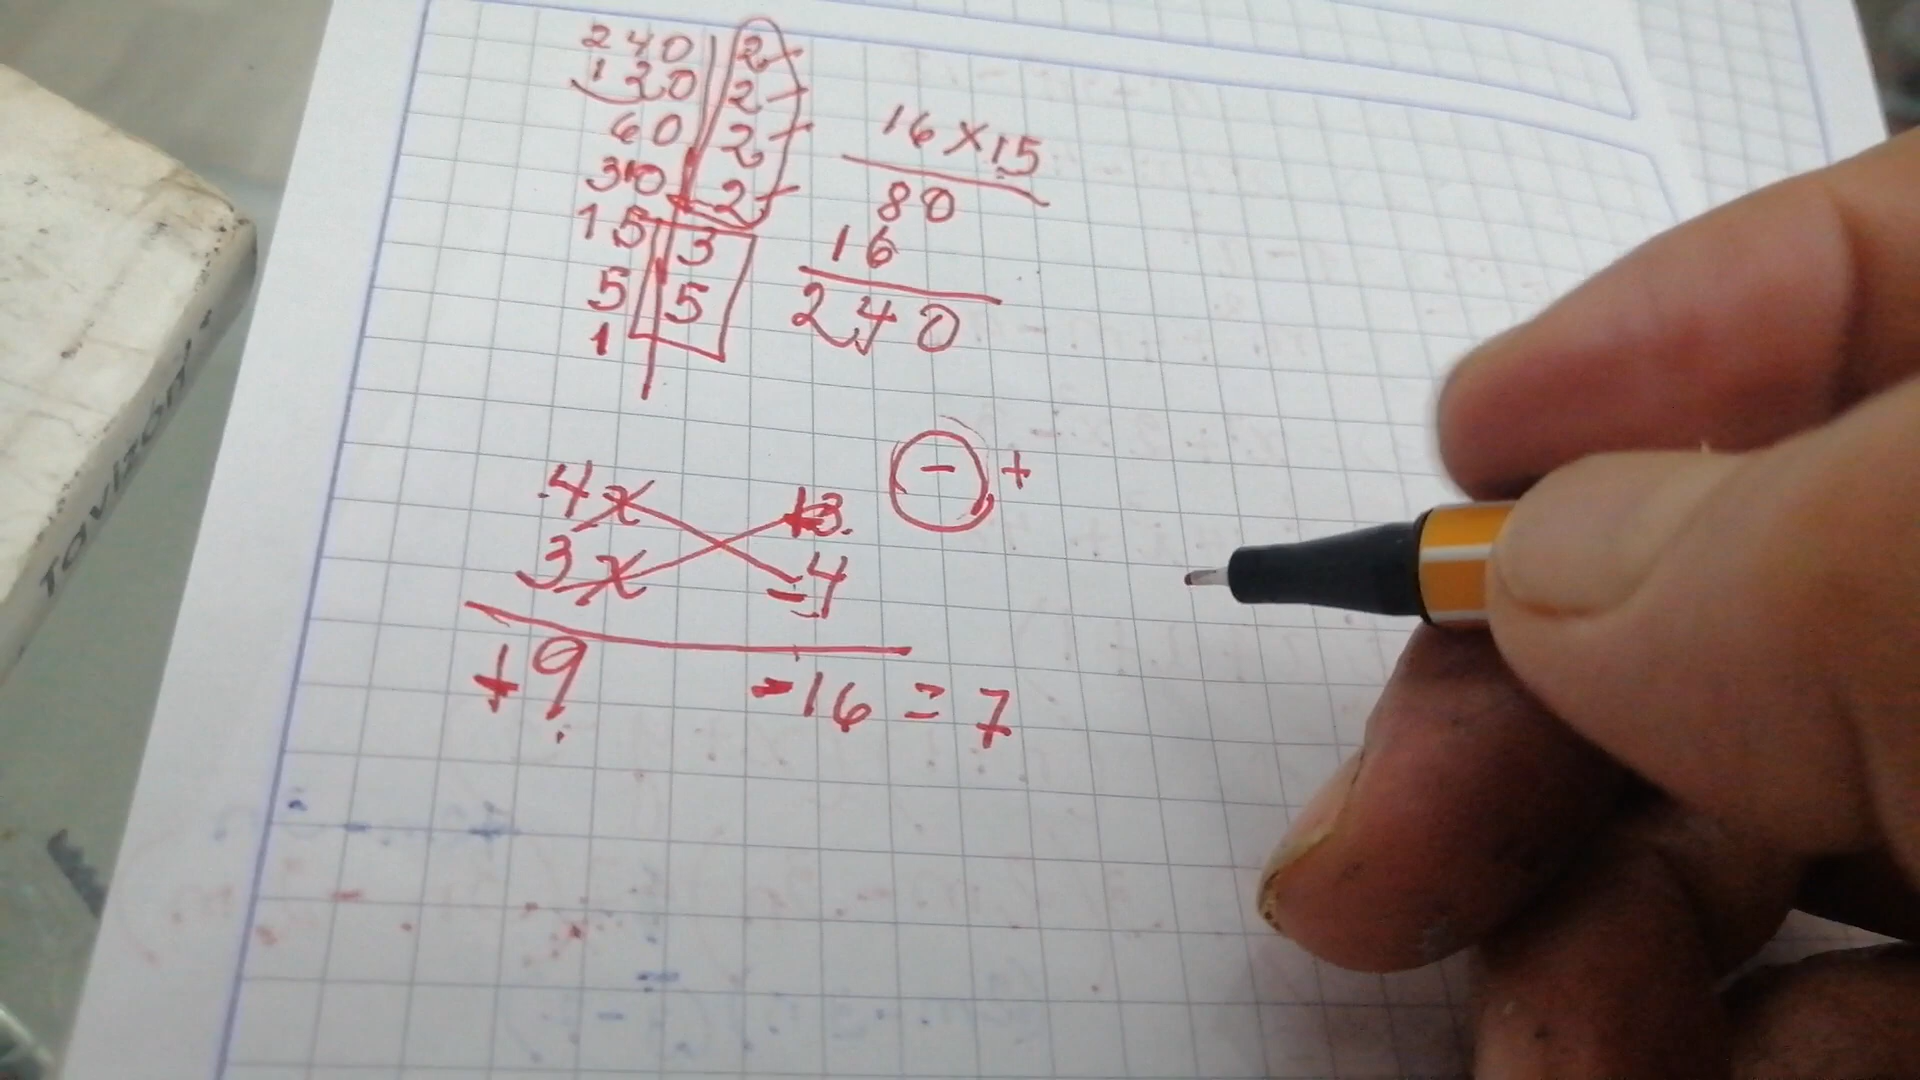 240 | 2
120 | 2
60 | 2
30 | 2
15 | 3
5 | 5
1
16 x 15
80
16
240
4x +3
3x -4
- +
+9 -16 = 7
Tavizón